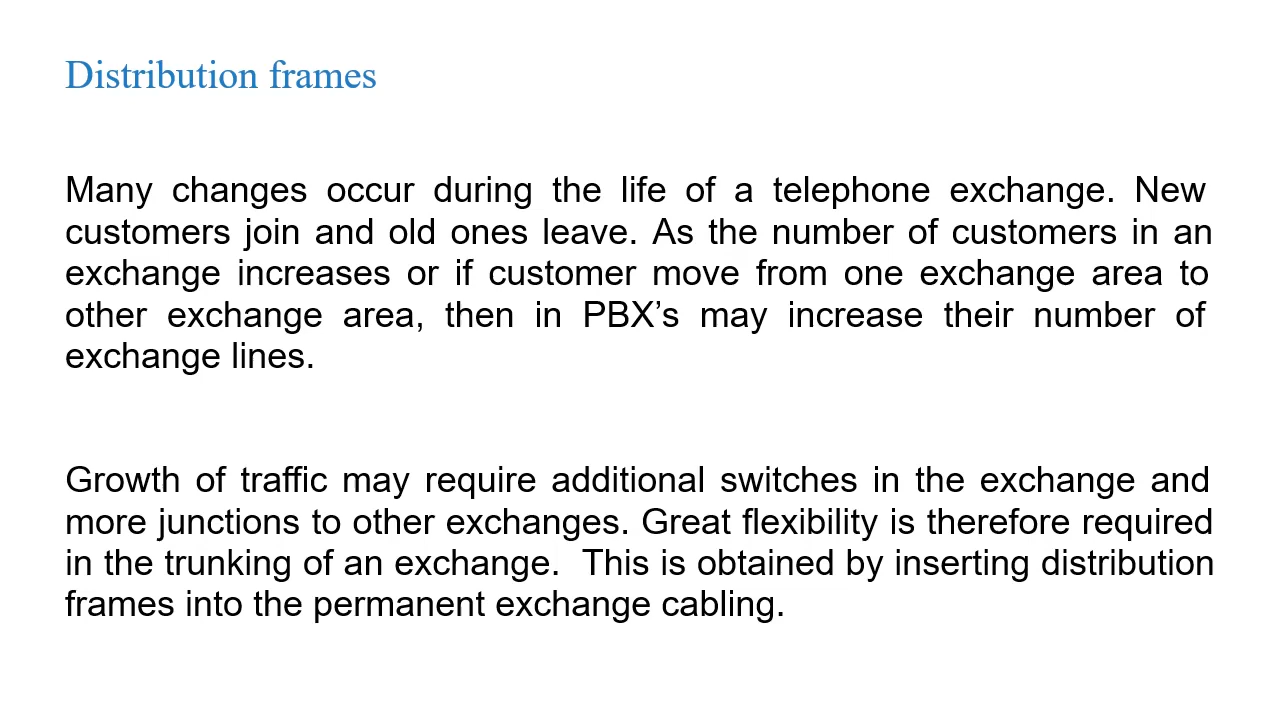 Distribution frames
Many changes occur during the life of a telephone exchange. New
customers join and old ones leave. As the number of customers in an
exchange increases or if customer move from one exchange area to
other exchange area, then in PBX’s may increase their number of
exchange lines.
Growth of traffic may require additional switches in the exchange and
more junctions to other exchanges. Great flexibility is therefore required
in the trunking of an exchange.  This is obtained by inserting distribution
frames into the permanent exchange cabling.